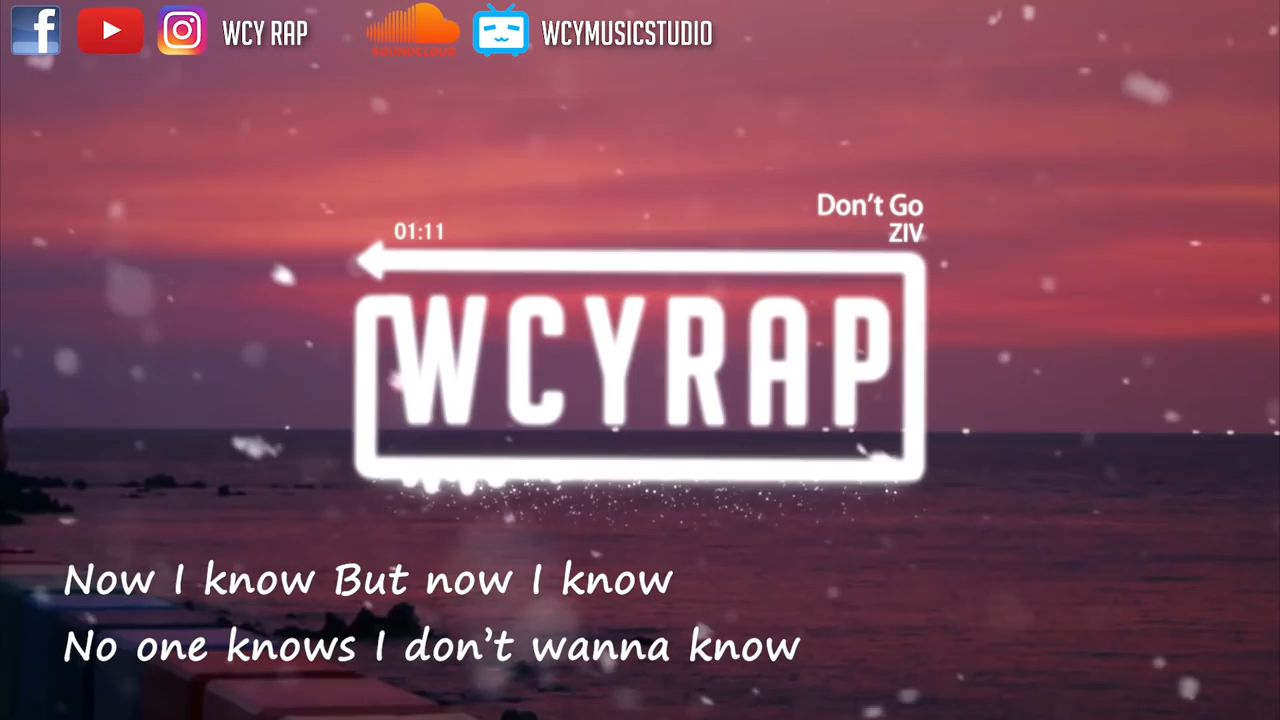 WCY RAP
SOUNDCLOUD
WCYMUSICSTUDIO
Don't Go
01:11
ZIV
WCYRAP
Now I know But now I know
No one knows I don't wanna know